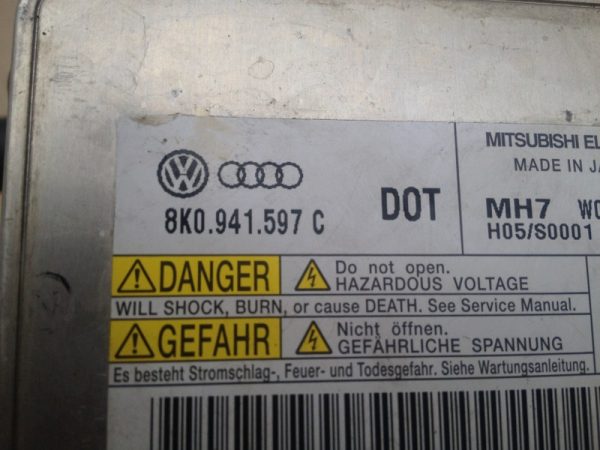 MITSUBISHI EL
MADE IN JA
8K0.941.597 C
DOT
MH7
H05/S0001
DANGER
Do not open.
HAZARDOUS VOLTAGE
WILL SHOCK, BURN, or cause DEATH. See Service Manual.
GEFAHR
Nicht öffnen.
GEFÄHRLICHE SPANNUNG
Es besteht Stromschlag-, Feuer- und Todesgefahr. Siehe Wartungsanleitung.